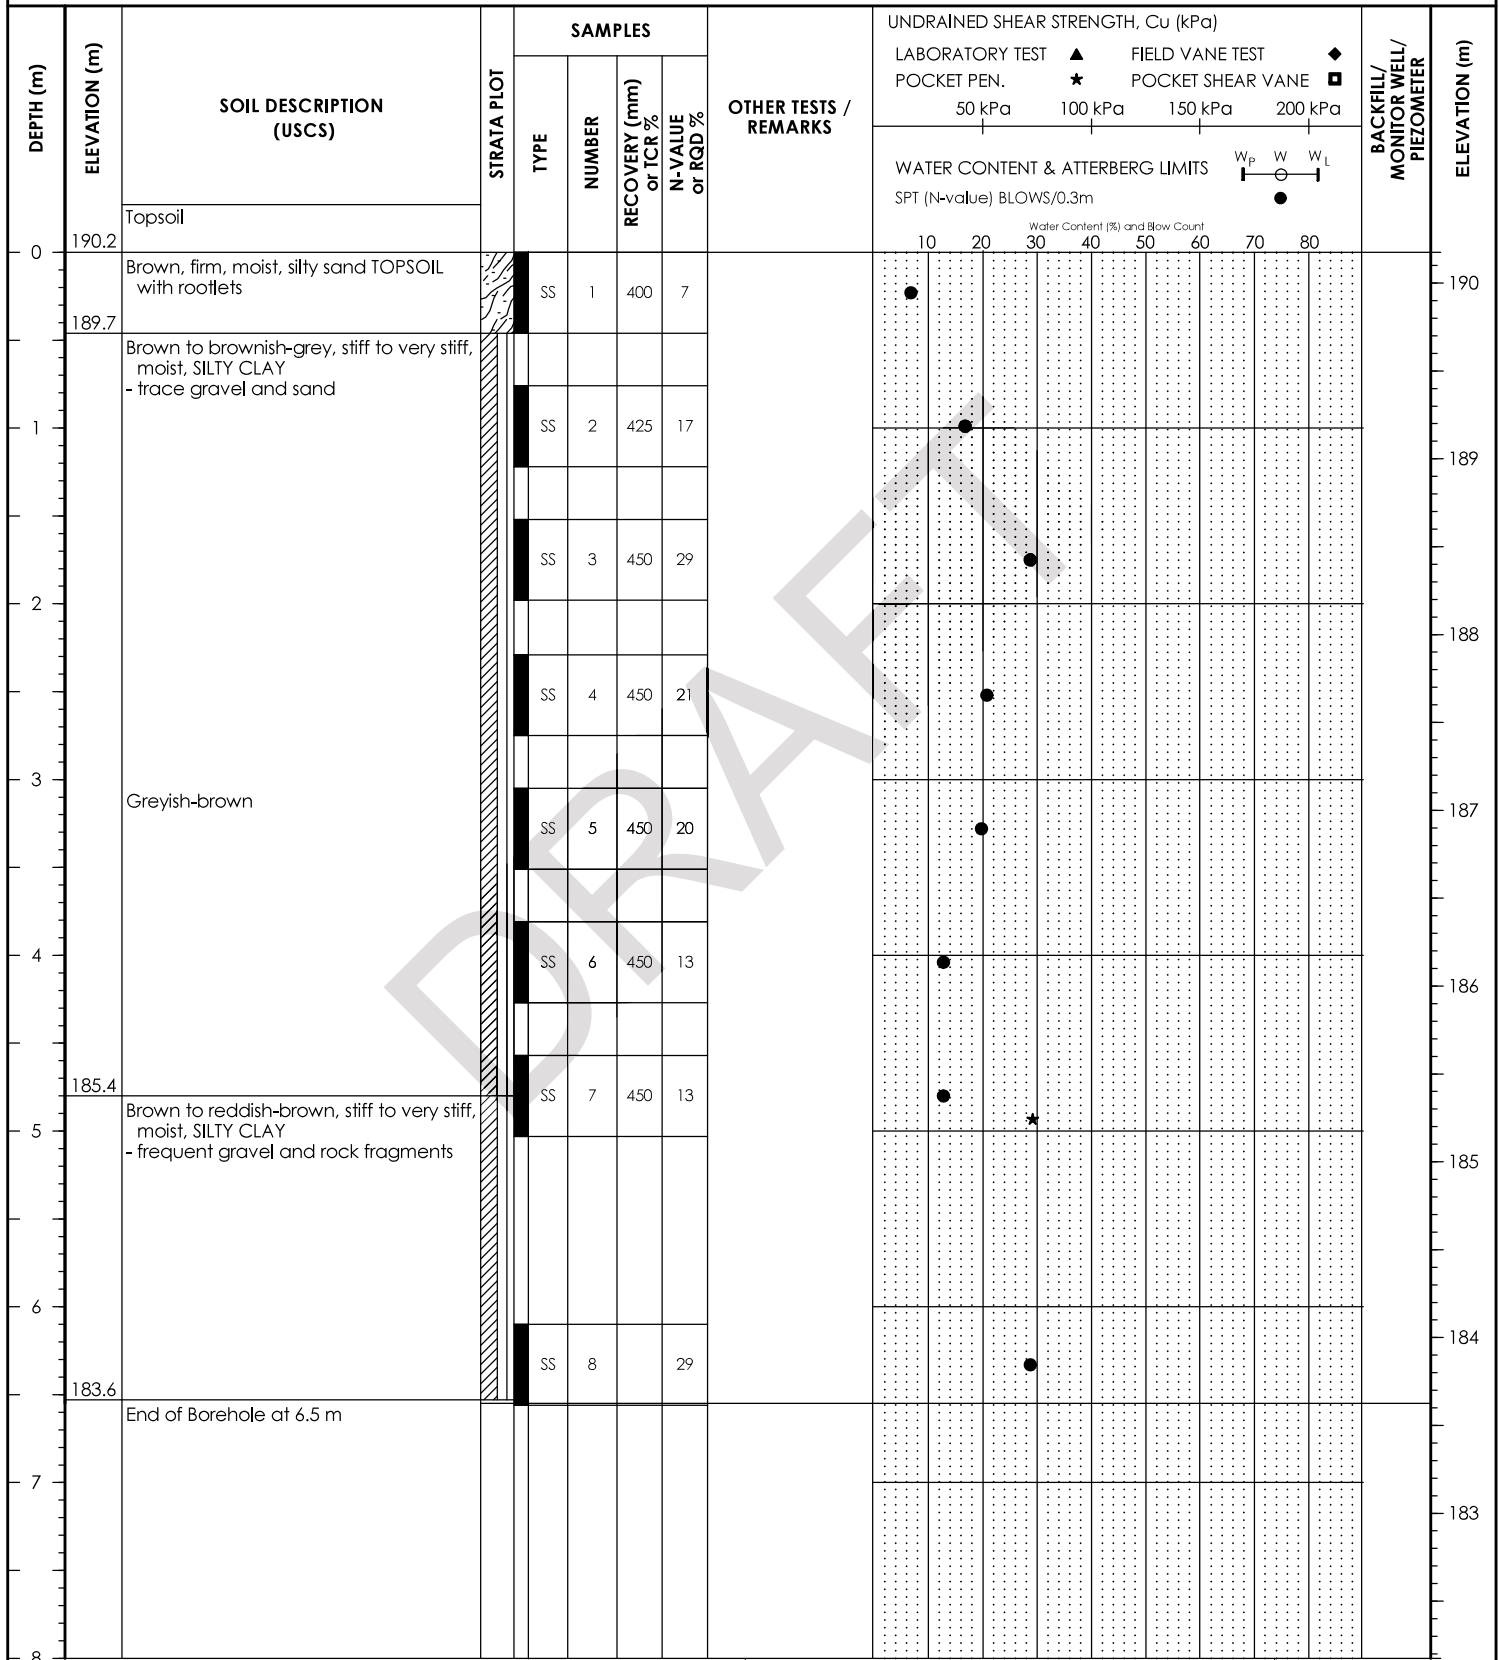 DEPTH (m)
ELEVATION (m)
SOIL DESCRIPTION
(USCS)
STRATA PLOT
SAMPLES
TYPE
NUMBER
RECOVERY (mm)
or TCR %
N-VALUE
or RQD %
OTHER TESTS /
REMARKS
UNDRAINED SHEAR STRENGTH, Cu (kPa)
LABORATORY TEST ▲ FIELD VANE TEST ◆
POCKET PEN. ★ POCKET SHEAR VANE
50 kPa 100 kPa 150 kPa 200 kPa
WATER CONTENT & ATTERBERG LIMITS WP W WL
SPT (N-value) BLOWS/0.3m ●
Water Content (%) and Blow Count
10 20 30 40 50 60 70 80
BACKFILL/
MONITOR WELL/
PIEZOMETER
ELEVATION (m)
Topsoil
0 190.2
Brown, firm, moist, silty sand TOPSOIL
with rootlets
SS 1 400 7
190
189.7
Brown to brownish-grey, stiff to very stiff,
moist, SILTY CLAY
- trace gravel and sand
1
SS 2 425 17
189
SS 3 450 29
2
188
SS 4 450 21
3
Greyish-brown
187
SS 5 450 20
4
SS 6 450 13
186
185.4
SS 7 450 13
Brown to reddish-brown, stiff to very stiff,
moist, SILTY CLAY
5
- frequent gravel and rock fragments
185
6
184
SS 8 29
183.6
End of Borehole at 6.5 m
7
183
8
DRAFT